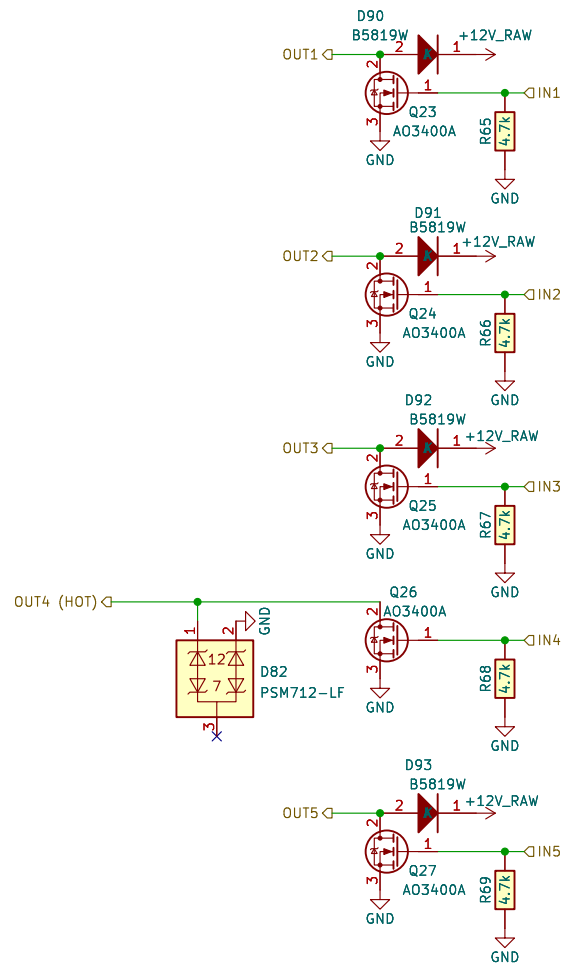 D90
B5819W
+12V_RAW
OUT1
2
K
1
2
1
IN1
Q23
3
AO3400A
R65
4.7k
GND
GND
D91
B5819W
+12V_RAW
OUT2
2
K
1
2
1
IN2
Q24
3
AO3400A
R66
4.7k
GND
GND
D92
B5819W
+12V_RAW
OUT3
2
K
1
2
1
IN3
Q25
3
AO3400A
R67
4.7k
GND
GND
Q26
OUT4 (HOT)
2
AO3400A
GND
1
2
1
IN4
12
7
D82
PSM712-LF
3
3
R68
4.7k
GND
GND
D93
B5819W
+12V_RAW
OUT5
2
K
1
2
1
IN5
Q27
3
AO3400A
R69
4.7k
GND
GND